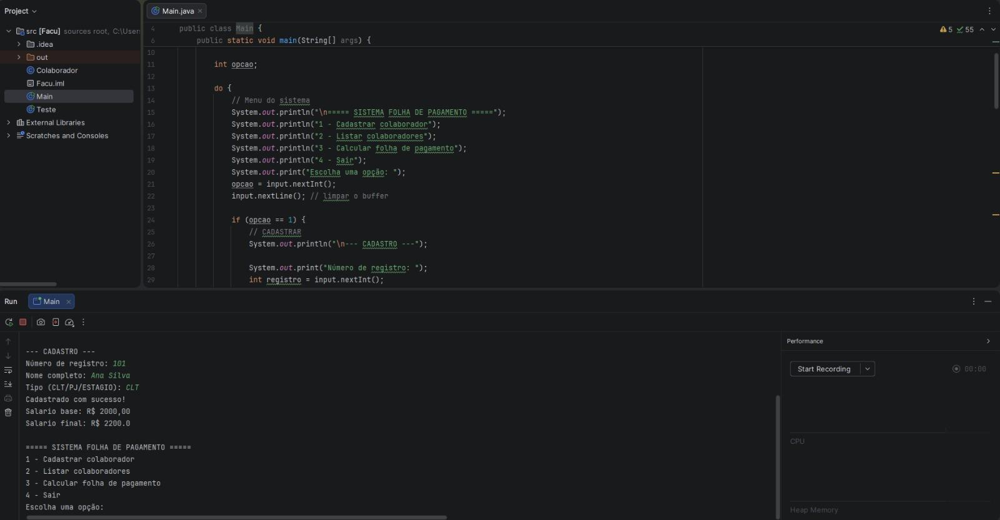 Project
Main.java
src [Facu] sources root, C:\Users
.idea
out
Colaborador
Facu.iml
Main
Teste
External Libraries
Scratches and Consoles
5 55
4 public class Main {
6 public static void main(String[] args) {
10
11 int opcao;
12
13 do {
14 // Menu do sistema
15 System.out.println("\n===== SISTEMA FOLHA DE PAGAMENTO =====");
16 System.out.println("1 - Cadastrar colaborador");
17 System.out.println("2 - Listar colaboradores");
18 System.out.println("3 - Calcular folha de pagamento");
19 System.out.println("4 - Sair");
20 System.out.print("Escolha uma opção: ");
21 opcao = input.nextInt();
22 input.nextLine(); // limpar o buffer
23
24 if (opcao == 1) {
25 // CADASTRAR
26 System.out.println("\n--- CADASTRO ---");
27
28 System.out.print("Número de registro: ");
29 int registro = input.nextInt();
Run Main
--- CADASTRO ---
Número de registro: 101
Nome completo: Ana Silva
Tipo (CLT/PJ/ESTAGIO): CLT
Cadastrado com sucesso!
Salario base: R$ 2000,00
Salario final: R$ 2200.0
===== SISTEMA FOLHA DE PAGAMENTO =====
1 - Cadastrar colaborador
2 - Listar colaboradores
3 - Calcular folha de pagamento
4 - Sair
Escolha uma opção:
Performance
Start Recording 00:00
CPU
Heap Memory